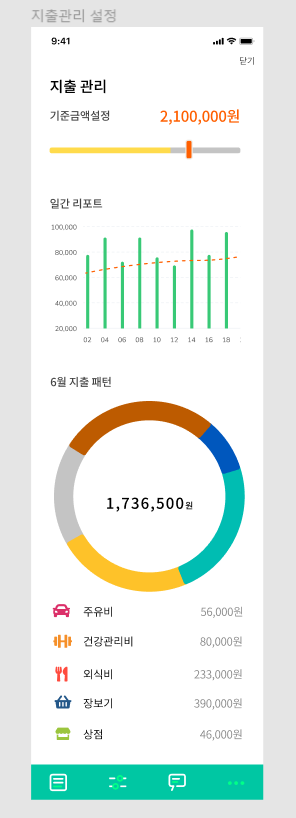 지출관리 설정
9:41
닫기
지출 관리
기준금액설정 2,100,000원
일간 리포트
100,000
80,000
60,000
40,000
20,000
02 04 06 08 10 12 14 16 18
6월 지출 패턴
1,736,500원
주유비 56,000원
건강관리비 80,000원
외식비 233,000원
장보기 390,000원
상점 46,000원